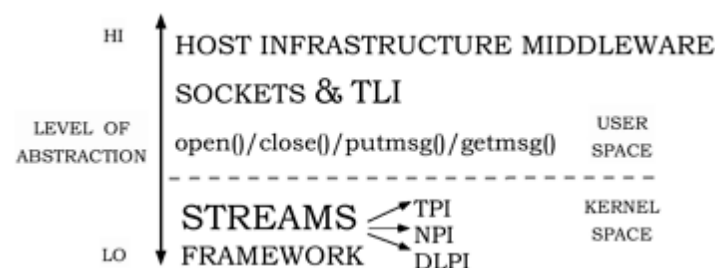 HI
HOST INFRASTRUCTURE MIDDLEWARE
SOCKETS & TLI
LEVEL OF
ABSTRACTION
open()/close()/putmsg()/getmsg()
USER
SPACE
STREAMS
FRAMEWORK
TPI
NPI
DLPI
KERNEL
SPACE
LO